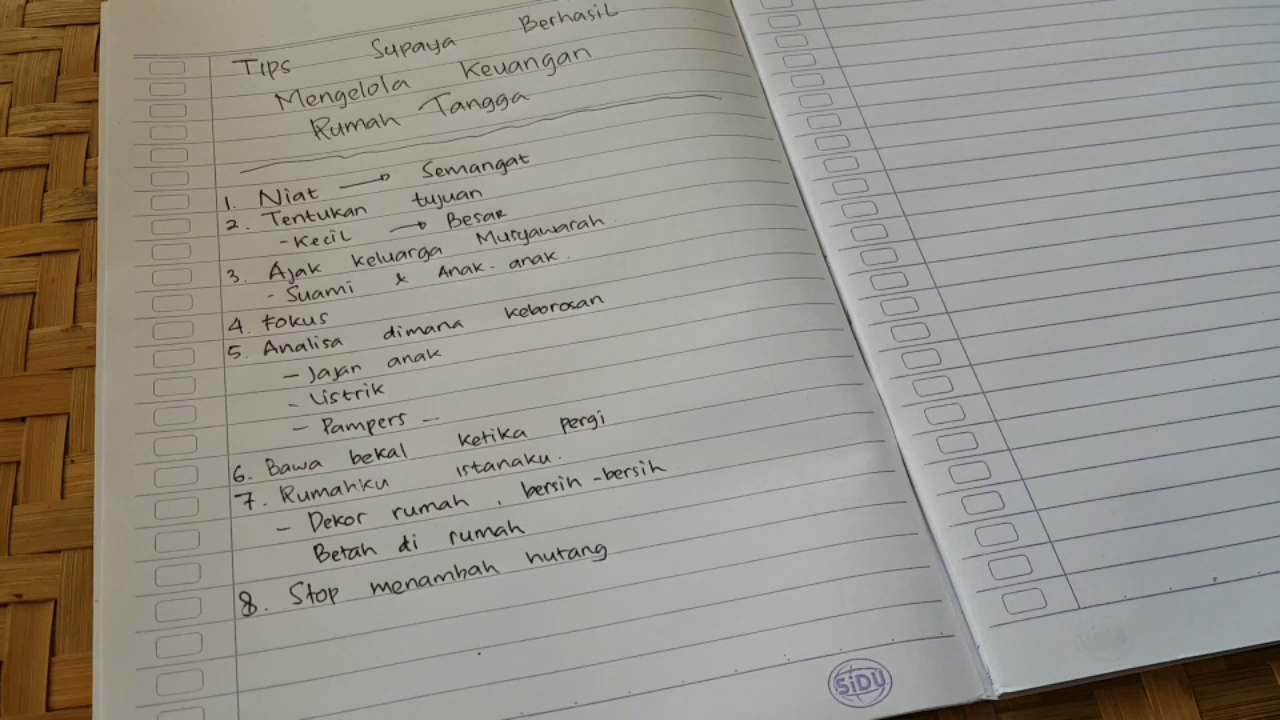 Tips Supaya Berhasil
Mengelola Keuangan
Rumah Tangga
1. Niat → Semangat
2. Tentukan tujuan
- Kecil → Besar
3. Ajak keluarga Musyawarah
- Suami & Anak-anak.
4. Fokus
5. Analisa dimana keborosan
- Jajan anak
- Listrik
- Pampers --
6. Bawa bekal ketika pergi
7. Rumahku istanaku.
- Dekor rumah, bersih-bersih
Betah di rumah
8. Stop menambah hutang
SiDU